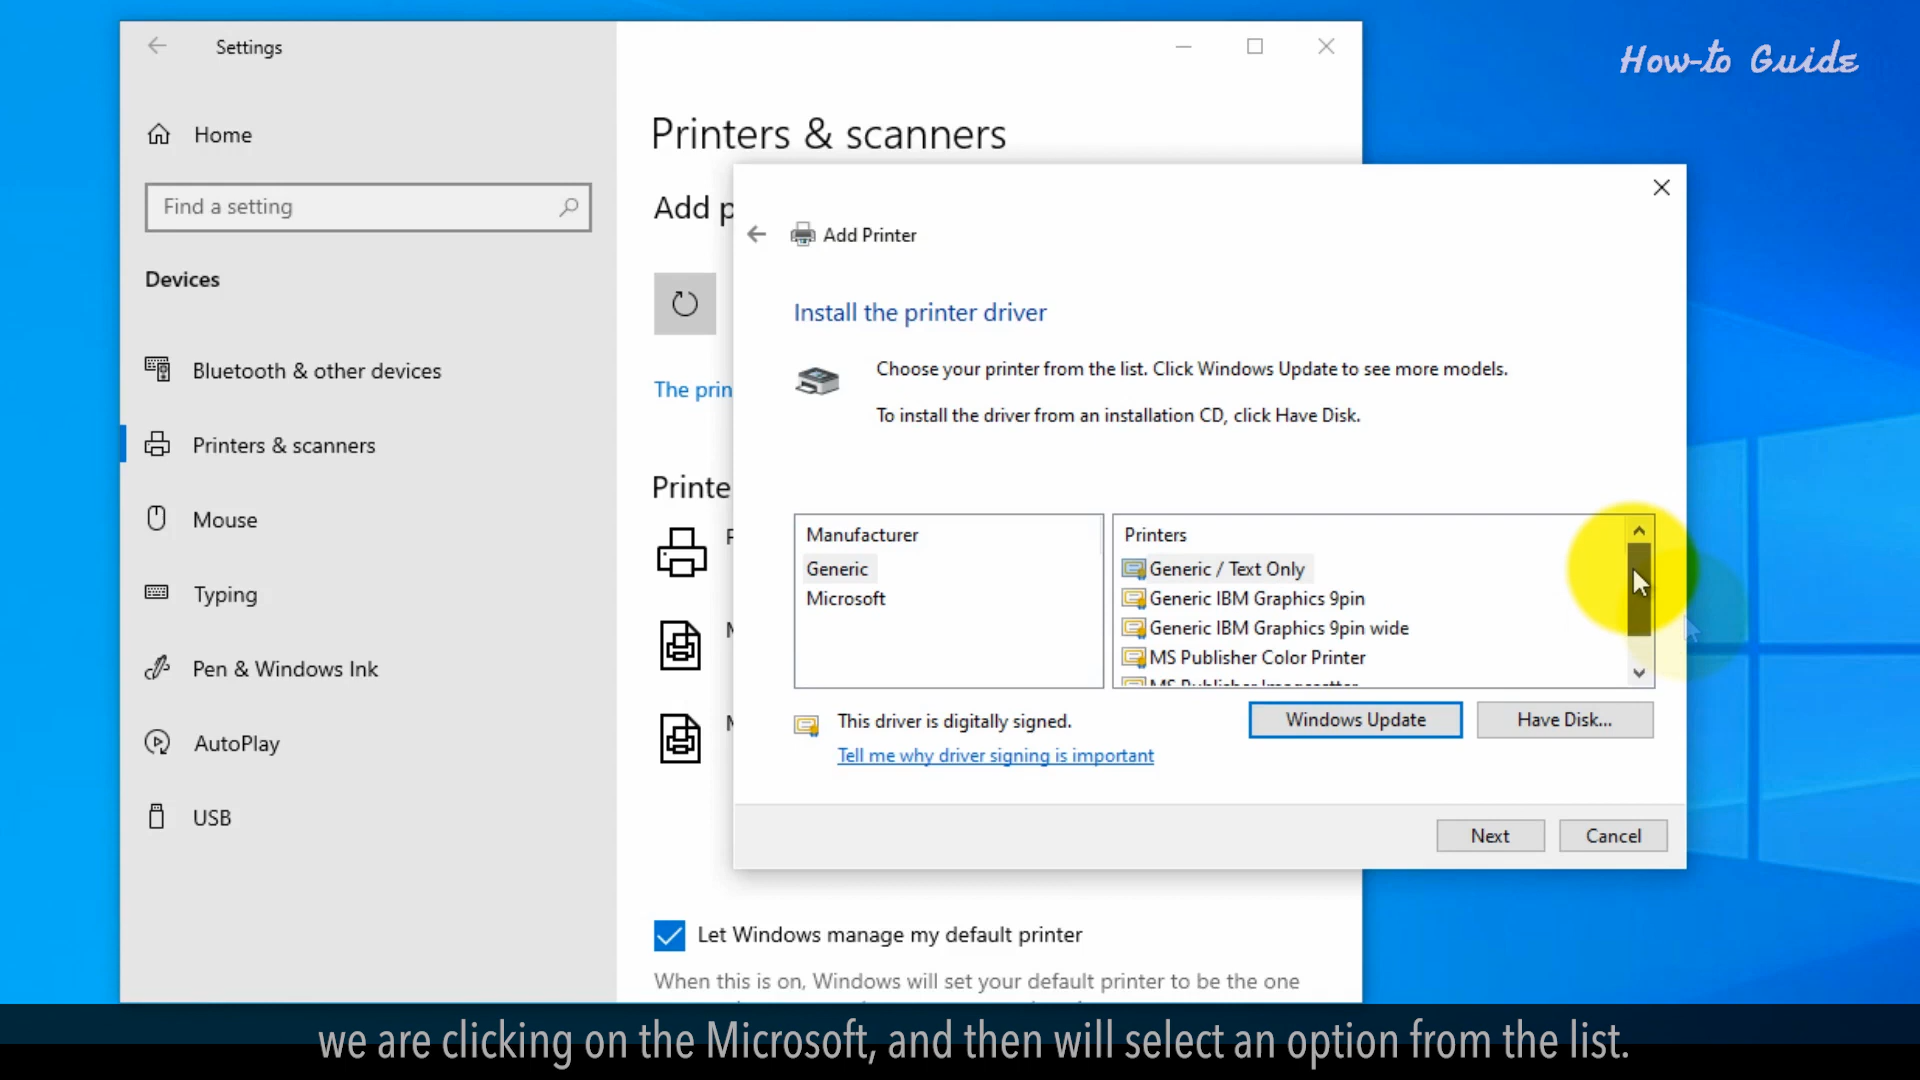 Settings
How-to Guide
Home
Printers & scanners
Find a setting
Add p
Add Printer
Devices
Install the printer driver
Bluetooth & other devices
Choose your printer from the list. Click Windows Update to see more models.
The prin
To install the driver from an installation CD, click Have Disk.
Printers & scanners
Printe
Mouse
Manufacturer
Printers
Generic
Generic / Text Only
Microsoft
Generic IBM Graphics 9pin
Typing
Generic IBM Graphics 9pin wide
MS Publisher Color Printer
MS Publisher Imagesetter
Pen & Windows Ink
This driver is digitally signed.
Windows Update
Have Disk...
Tell me why driver signing is important
AutoPlay
USB
Next
Cancel
Let Windows manage my default printer
When this is on, Windows will set your default printer to be the one
we are clicking on the Microsoft, and then will select an option from the list.